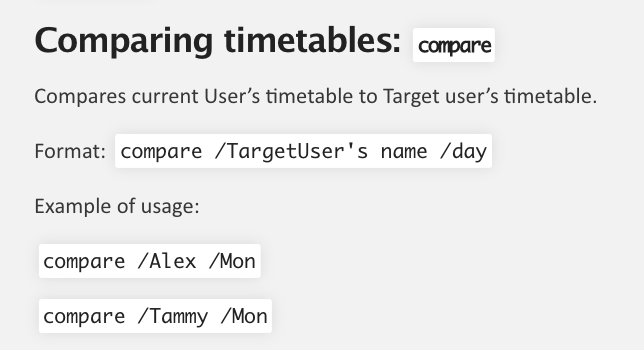 Comparing timetables: compare
Compares current User's timetable to Target user's timetable.
Format: compare /TargetUser's name /day
Example of usage:
compare /Alex /Mon
compare /Tammy /Mon